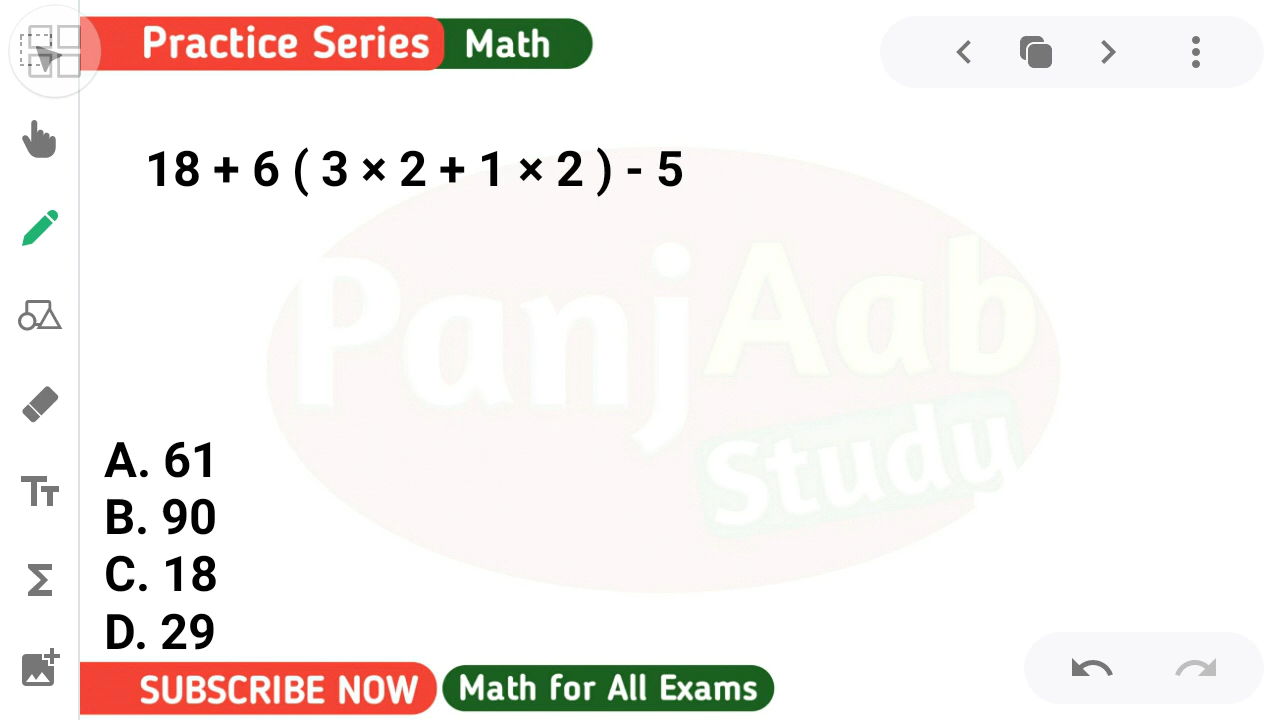 Practice Series Math
18 + 6 ( 3 × 2 + 1 × 2 ) - 5
PanjAab
Study
A. 61
B. 90
C. 18
D. 29
SUBSCRIBE NOW Math for All Exams